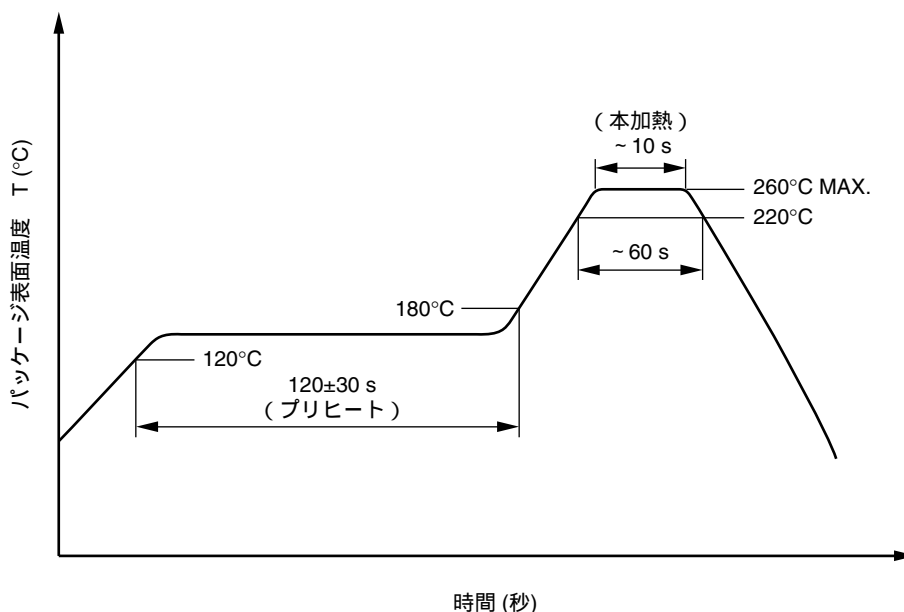 （本加熱）
~ 10 s
260°C MAX.
220°C
~ 60 s
180°C
120°C
120±30 s
（プリヒート）
パッケージ表面温度 T (°C)
時間 (秒)